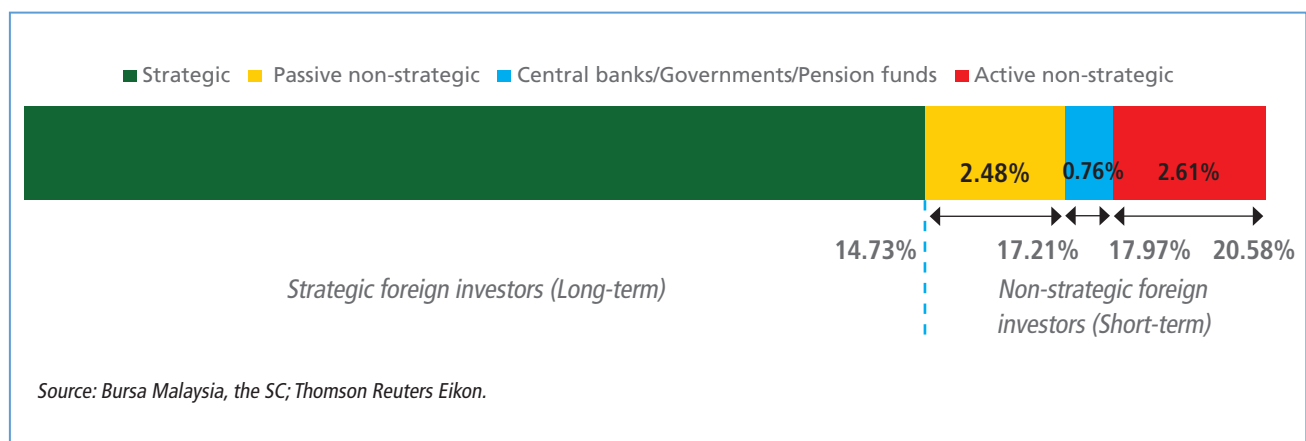 Strategic Passive non-strategic Central banks/Governments/Pension funds Active non-strategic
2.48% 0.76% 2.61%
14.73% 17.21% 17.97% 20.58%
Strategic foreign investors (Long-term) Non-strategic foreign
investors (Short-term)
Source: Bursa Malaysia, the SC; Thomson Reuters Eikon.